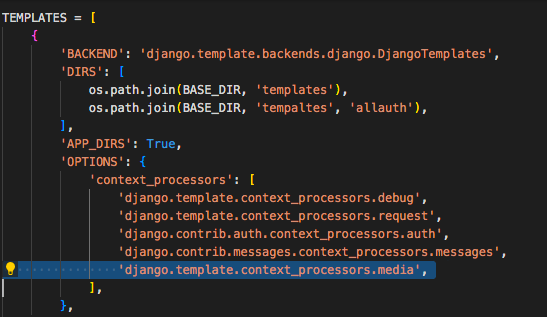 TEMPLATES = [
{
'BACKEND': 'django.template.backends.django.DjangoTemplates',
'DIRS': [
os.path.join(BASE_DIR, 'templates'),
os.path.join(BASE_DIR, 'tempaltes', 'allauth'),
],
'APP_DIRS': True,
'OPTIONS': {
'context_processors': [
'django.template.context_processors.debug',
'django.template.context_processors.request',
'django.contrib.auth.context_processors.auth',
'django.contrib.messages.context_processors.messages',
'django.template.context_processors.media',
],
},